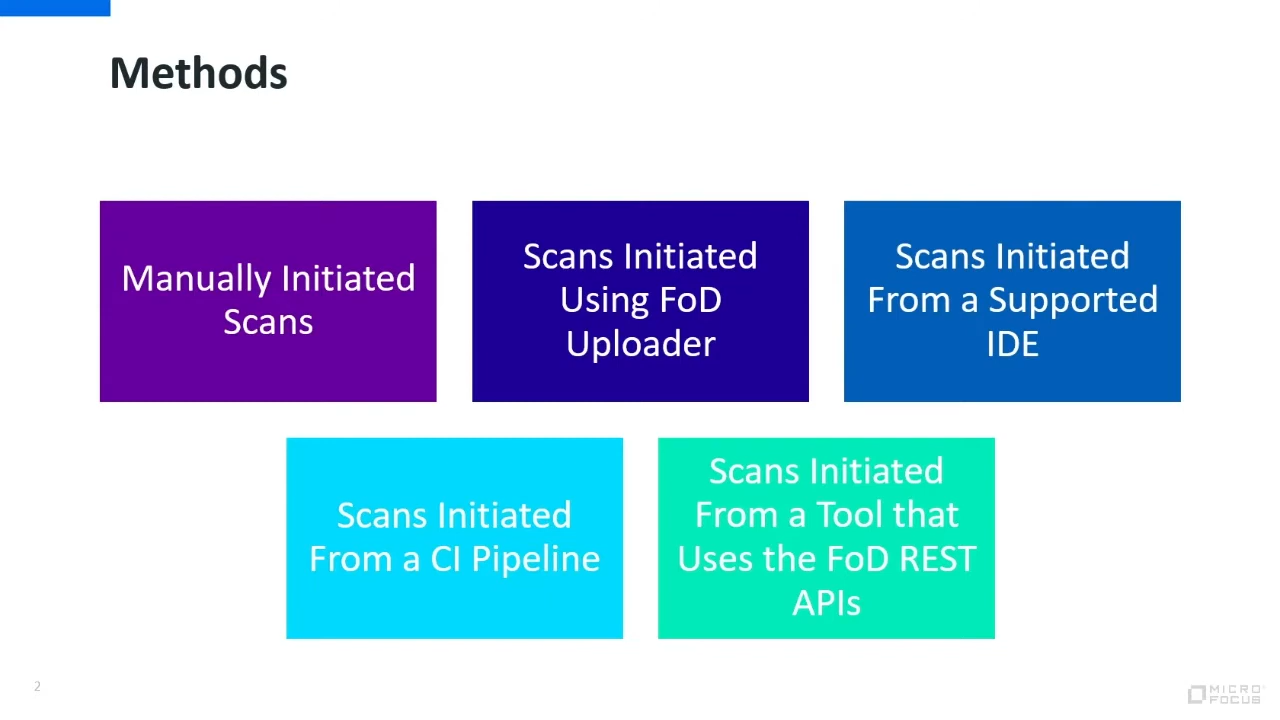 Methods
Manually Initiated
Scans
Scans Initiated
Using FoD
Uploader
Scans Initiated
From a Supported
IDE
Scans Initiated
From a CI Pipeline
Scans Initiated
From a Tool that
Uses the FoD REST
APIs
2
MICRO
FOCUS